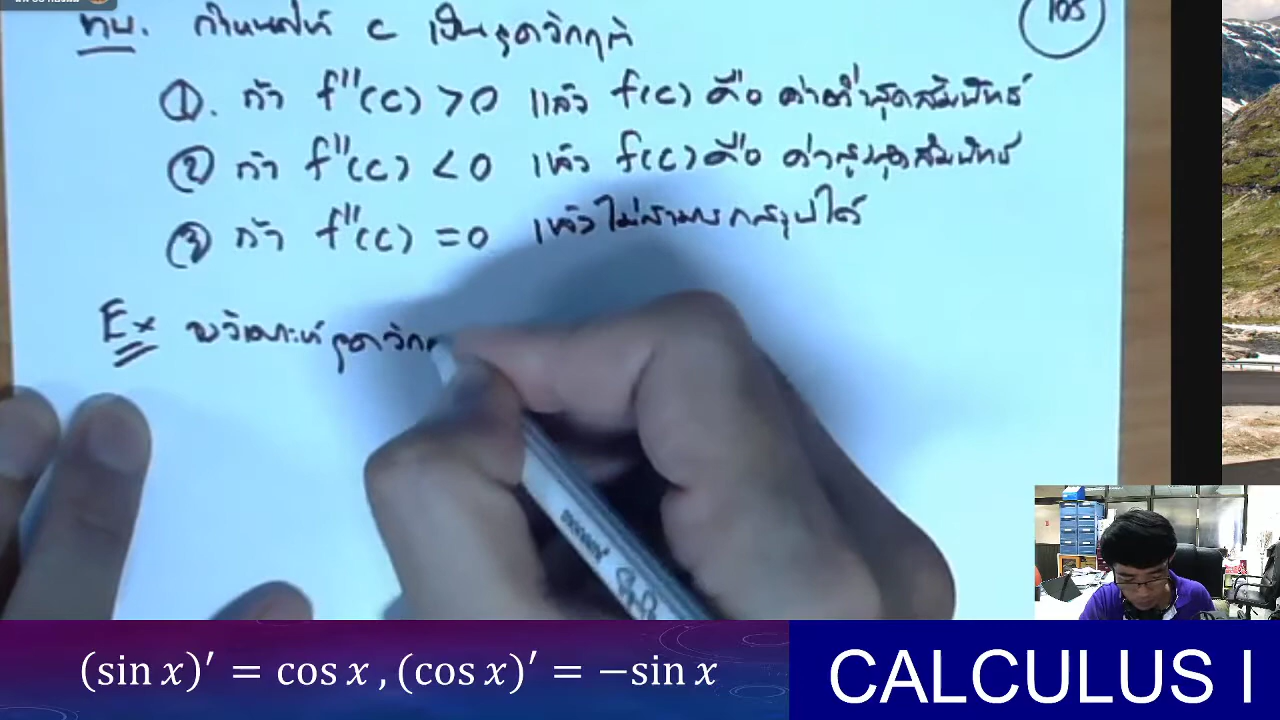 ทบ. กำหนดให้ c เป็นจุดวิกฤติ
105
①. ถ้า f''(c) > 0 แล้ว f(c) คือ ค่าต่ำสุดสัมพัทธ์
② ถ้า f''(c) < 0 แล้ว f(c) คือ ค่าสูงสุดสัมพัทธ์
③ ถ้า f''(c) = 0 แล้วไม่สามารถสรุปได้
Ex จงวิเคราะห์จุดวิก
(sin x)′ = cos x , (cos x)′ = −sin x
CALCULUS I